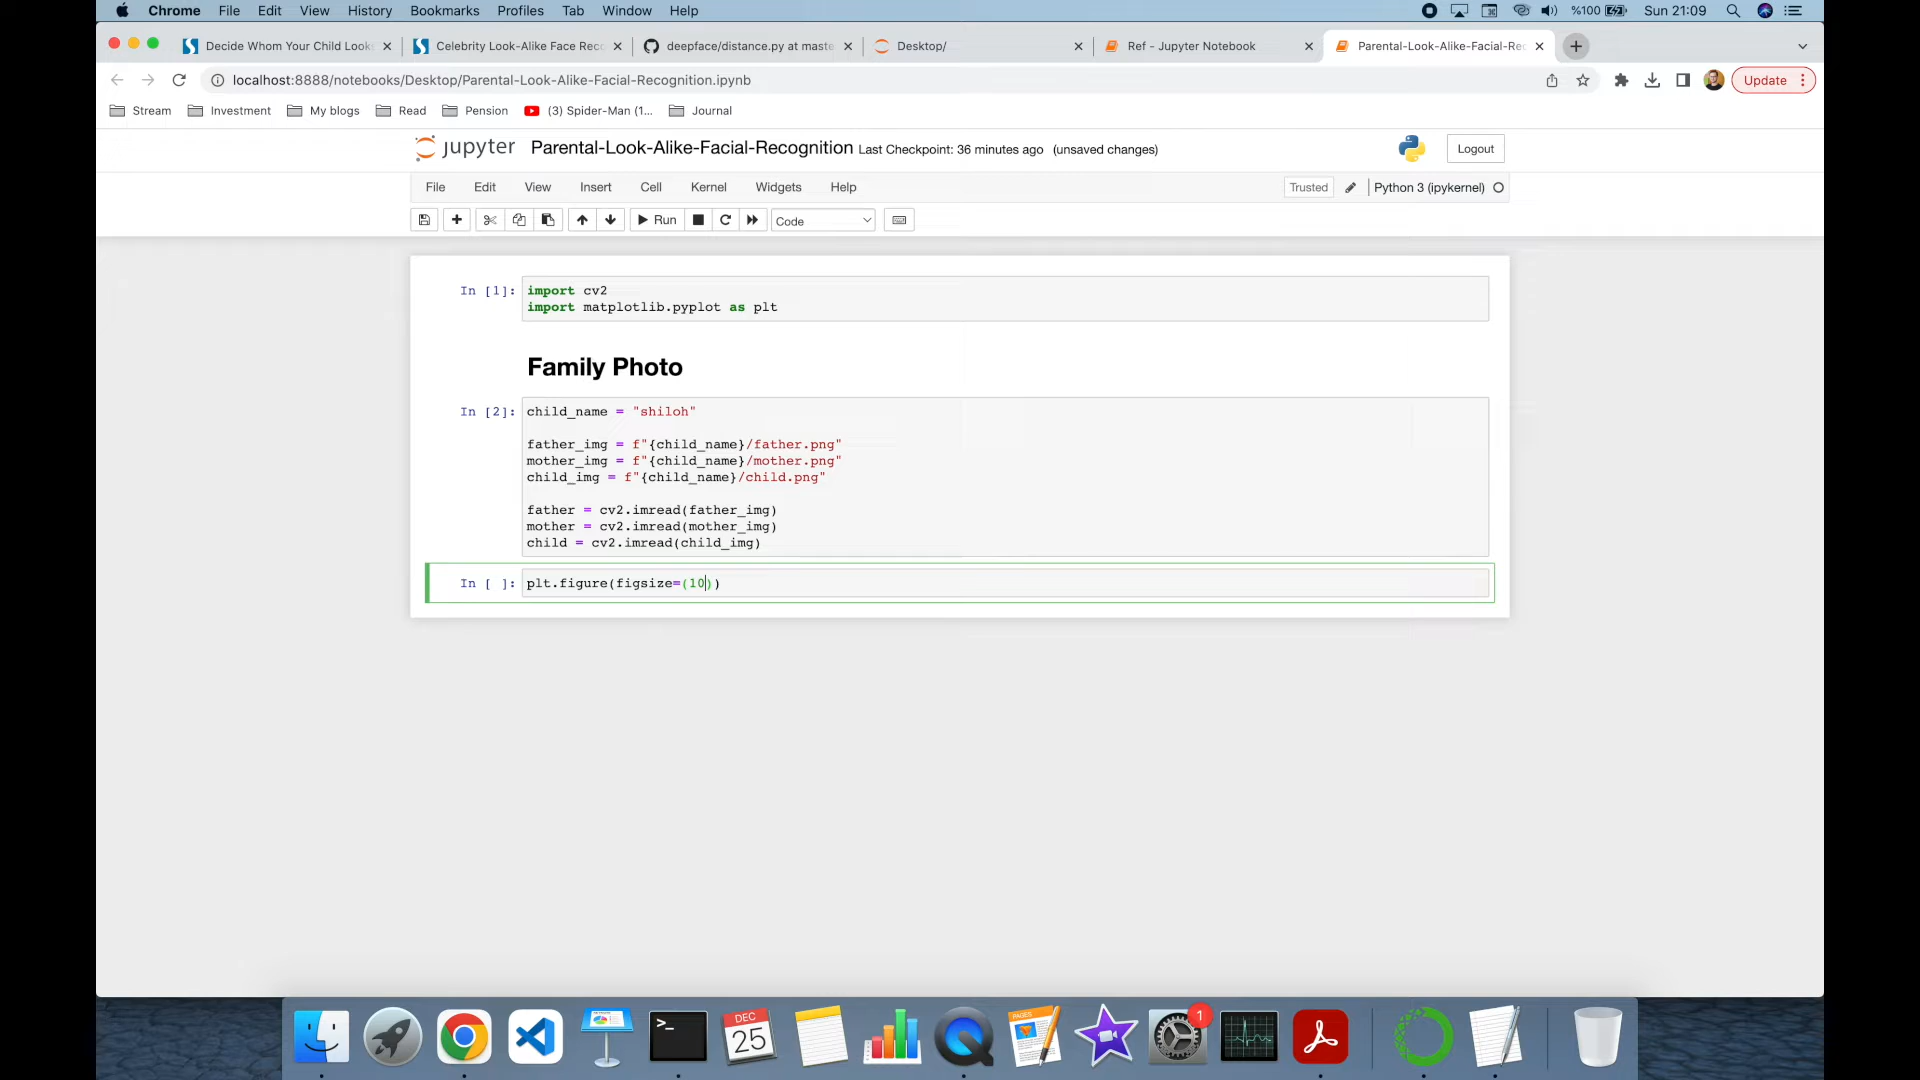 Chrome File Edit View History Bookmarks Profiles Tab Window Help %100 Sun 21:09
Decide Whom Your Child Look Celebrity Look-Alike Face Rec deepface/distance.py at maste Desktop/ Ref - Jupyter Notebook Parental-Look-Alike-Facial-Re
localhost:8888/notebooks/Desktop/Parental-Look-Alike-Facial-Recognition.ipynb Update
Stream Investment My blogs Read Pension (3) Spider-Man (1... Journal
jupyter Parental-Look-Alike-Facial-Recognition Last Checkpoint: 36 minutes ago (unsaved changes) Logout
File Edit View Insert Cell Kernel Widgets Help Trusted Python 3 (ipykernel)
Run Code
In [1]: import cv2
import matplotlib.pyplot as plt
Family Photo
In [2]: child_name = "shiloh"
father_img = f"{child_name}/father.png"
mother_img = f"{child_name}/mother.png"
child_img = f"{child_name}/child.png"
father = cv2.imread(father_img)
mother = cv2.imread(mother_img)
child = cv2.imread(child_img)
In [ ]: plt.figure(figsize=(10))
DEC
25
1